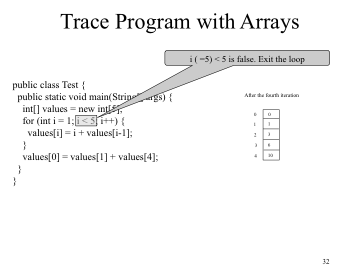 Trace Program with Arrays
i ( =5) < 5 is false. Exit the loop
public class Test {
public static void main(String[] args) {
int[] values = new int[5];
for (int i = 1; i < 5; i++) {
values[i] = i + values[i-1];
}
values[0] = values[1] + values[4];
}
}
After the fourth iteration
0 0
1 1
2 3
3 6
4 10
32